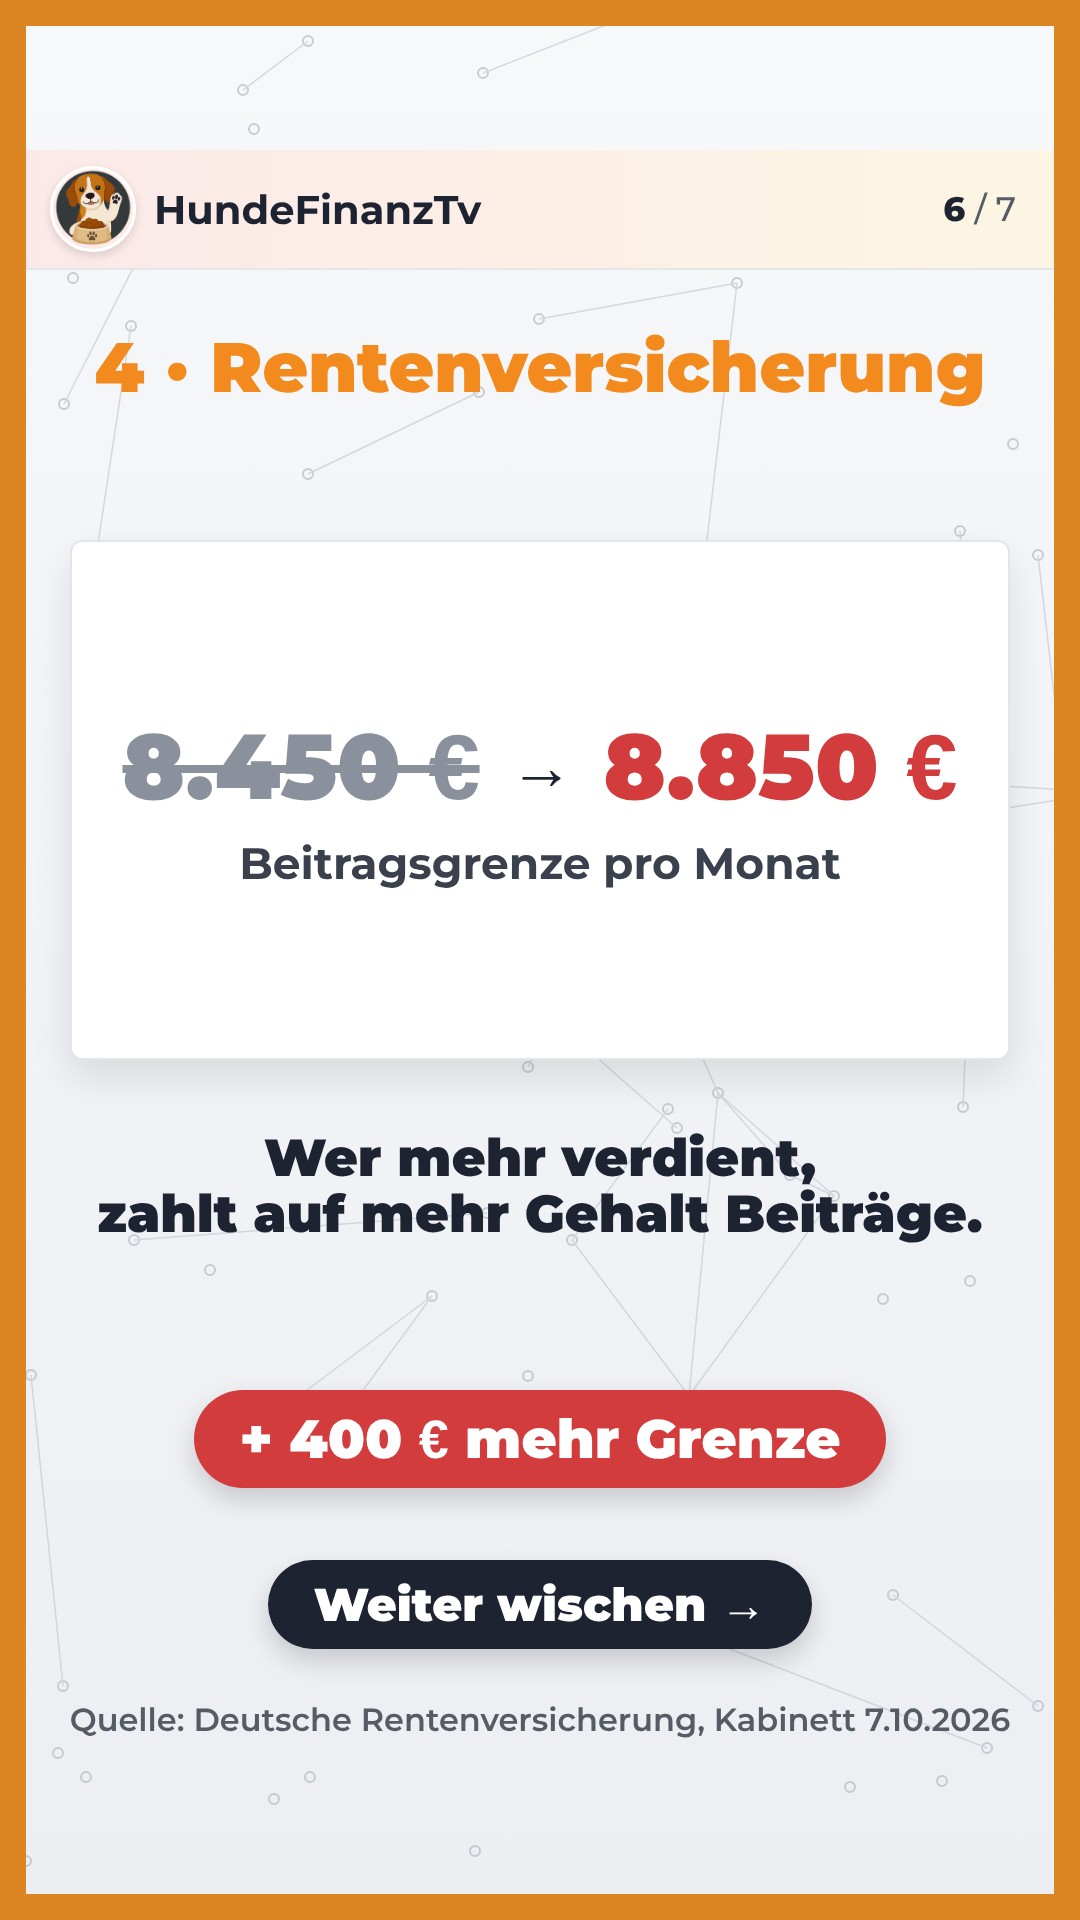 HundeFinanzTv
6 / 7
4 · Rentenversicherung
8.450 € → 8.850 €
Beitragsgrenze pro Monat
Wer mehr verdient,
zahlt auf mehr Gehalt Beiträge.
+ 400 € mehr Grenze
Weiter wischen →
Quelle: Deutsche Rentenversicherung, Kabinett 7.10.2026